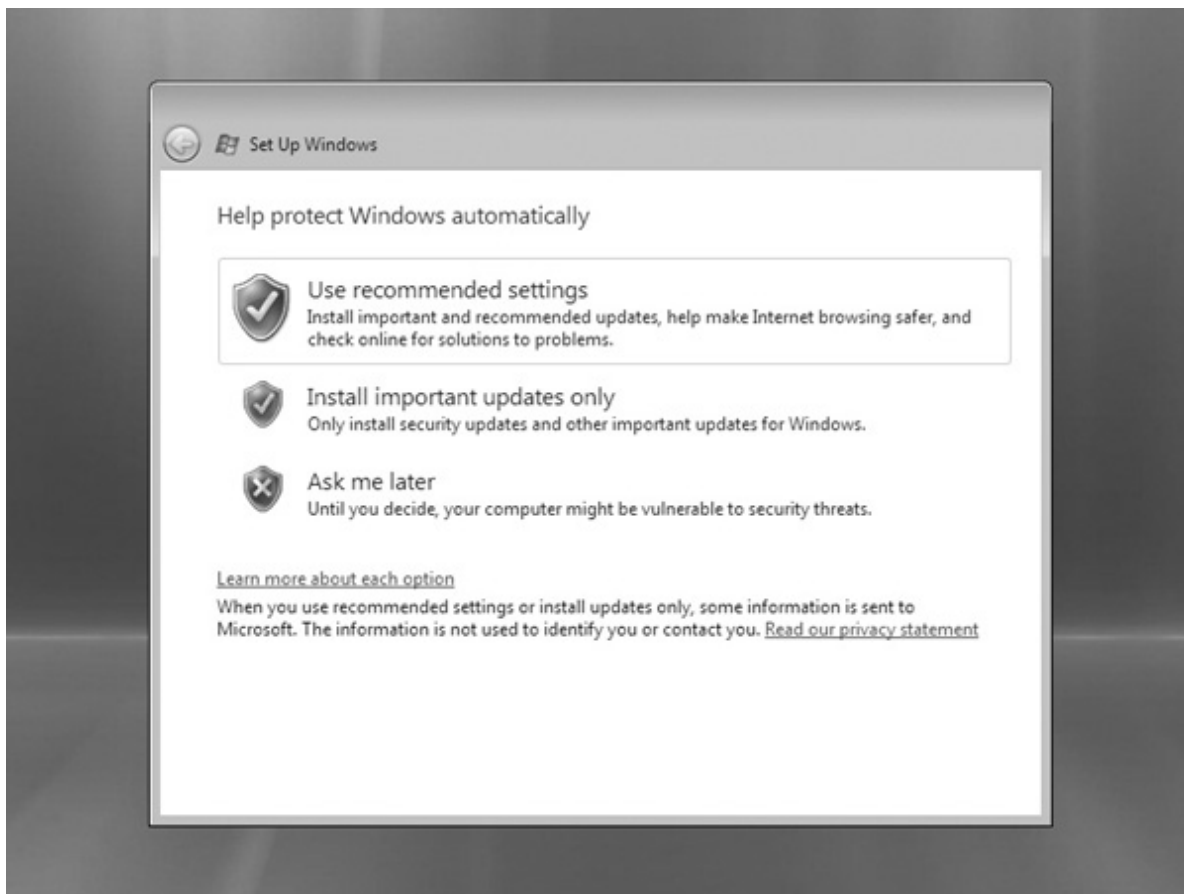 Set Up Windows
Help protect Windows automatically
Use recommended settings
Install important and recommended updates, help make Internet browsing safer, and
check online for solutions to problems.
Install important updates only
Only install security updates and other important updates for Windows.
Ask me later
Until you decide, your computer might be vulnerable to security threats.
Learn more about each option
When you use recommended settings or install updates only, some information is sent to
Microsoft. The information is not used to identify you or contact you. Read our privacy statement